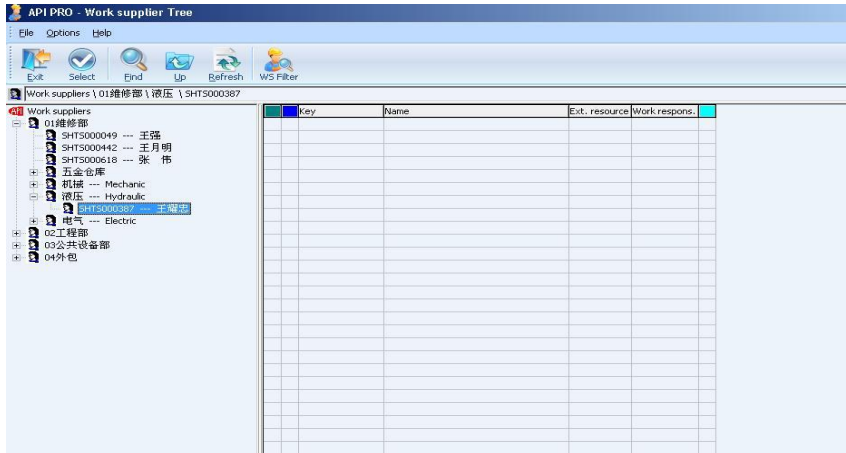 API PRO - Work supplier Tree
File Options Help
Exit Select Find Up Refresh WS Filter
Work suppliers \ 01维修部 \ 液压 \ SHTS000387
Work suppliers
Key Name Ext. resource Work respons.
01维修部
SHTS000049 --- 王强
SHTS000442 --- 王月明
SHTS000618 --- 张 伟
五金仓库
机械 --- Mechanic
液压 --- Hydraulic
SHTS000387 --- 王耀忠
电气 --- Electric
02工程部
03公共设备部
04外包